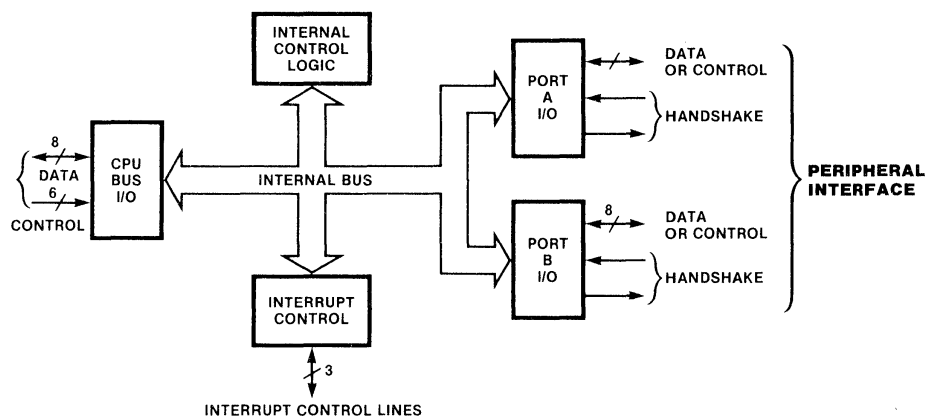 INTERNAL
CONTROL
LOGIC
CPU
BUS
I/O
8
DATA
6
CONTROL
INTERNAL BUS
PORT
A
I/O
DATA
OR CONTROL
HANDSHAKE
PORT
B
I/O
8
DATA
OR CONTROL
HANDSHAKE
PERIPHERAL
INTERFACE
INTERRUPT
CONTROL
3
INTERRUPT CONTROL LINES